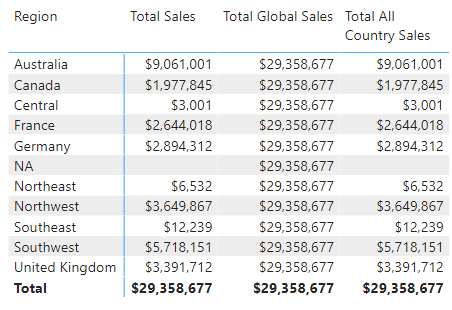 Region Total Sales Total Global Sales Total All
Country Sales
Australia $9,061,001 $29,358,677 $9,061,001
Canada $1,977,845 $29,358,677 $1,977,845
Central $3,001 $29,358,677 $3,001
France $2,644,018 $29,358,677 $2,644,018
Germany $2,894,312 $29,358,677 $2,894,312
NA $29,358,677
Northeast $6,532 $29,358,677 $6,532
Northwest $3,649,867 $29,358,677 $3,649,867
Southeast $12,239 $29,358,677 $12,239
Southwest $5,718,151 $29,358,677 $5,718,151
United Kingdom $3,391,712 $29,358,677 $3,391,712
Total $29,358,677 $29,358,677 $29,358,677